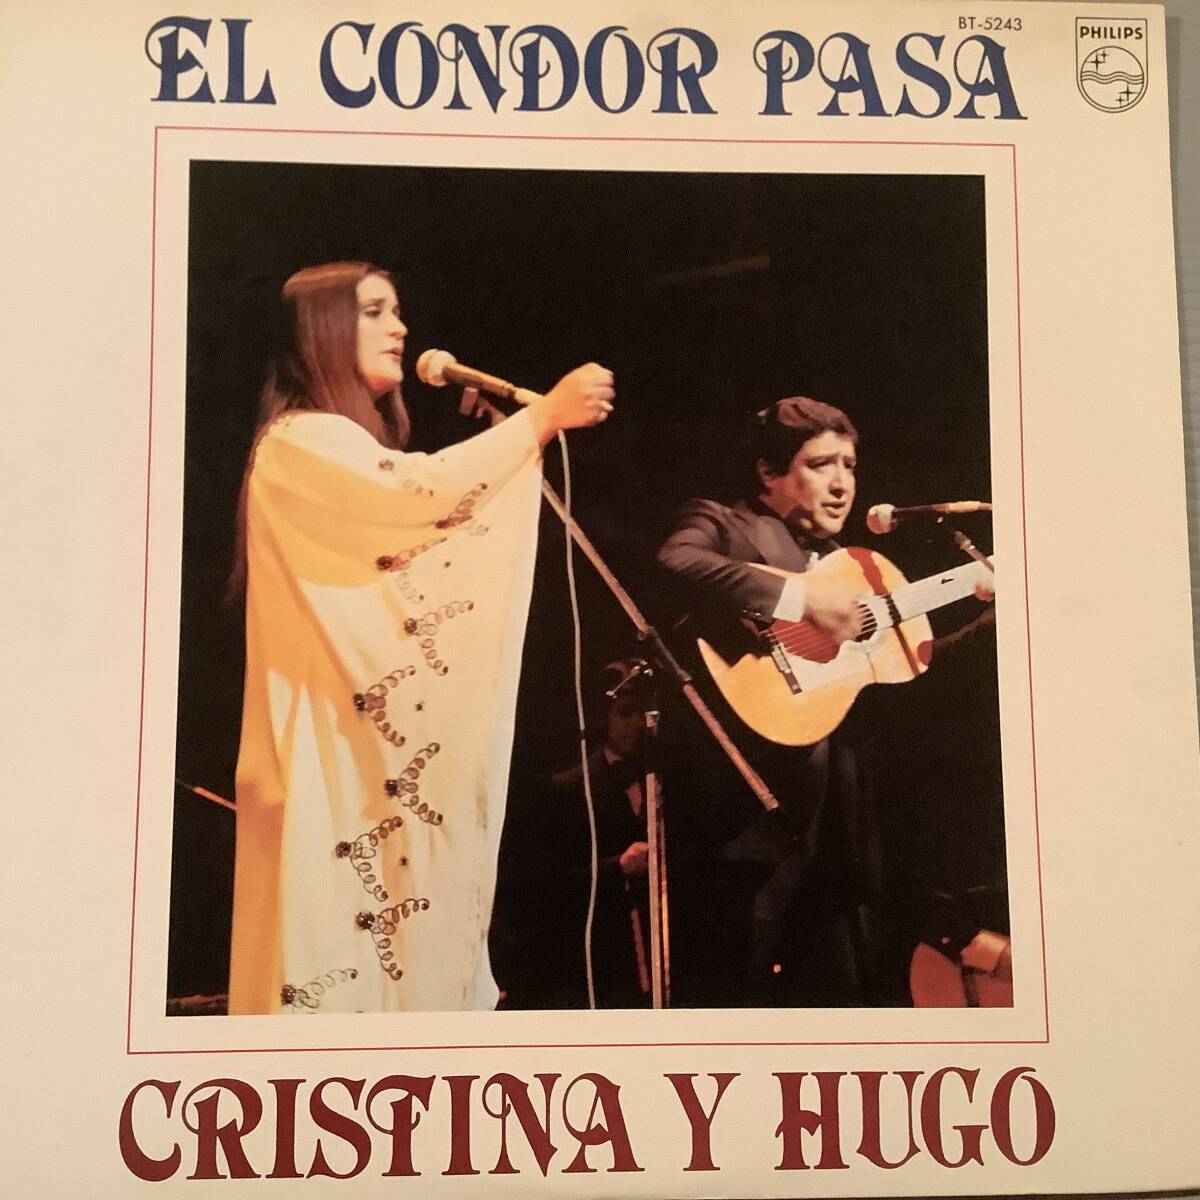 BT-5243
EL CONDOR PASA
PHILIPS
CRISTINA Y HUGO